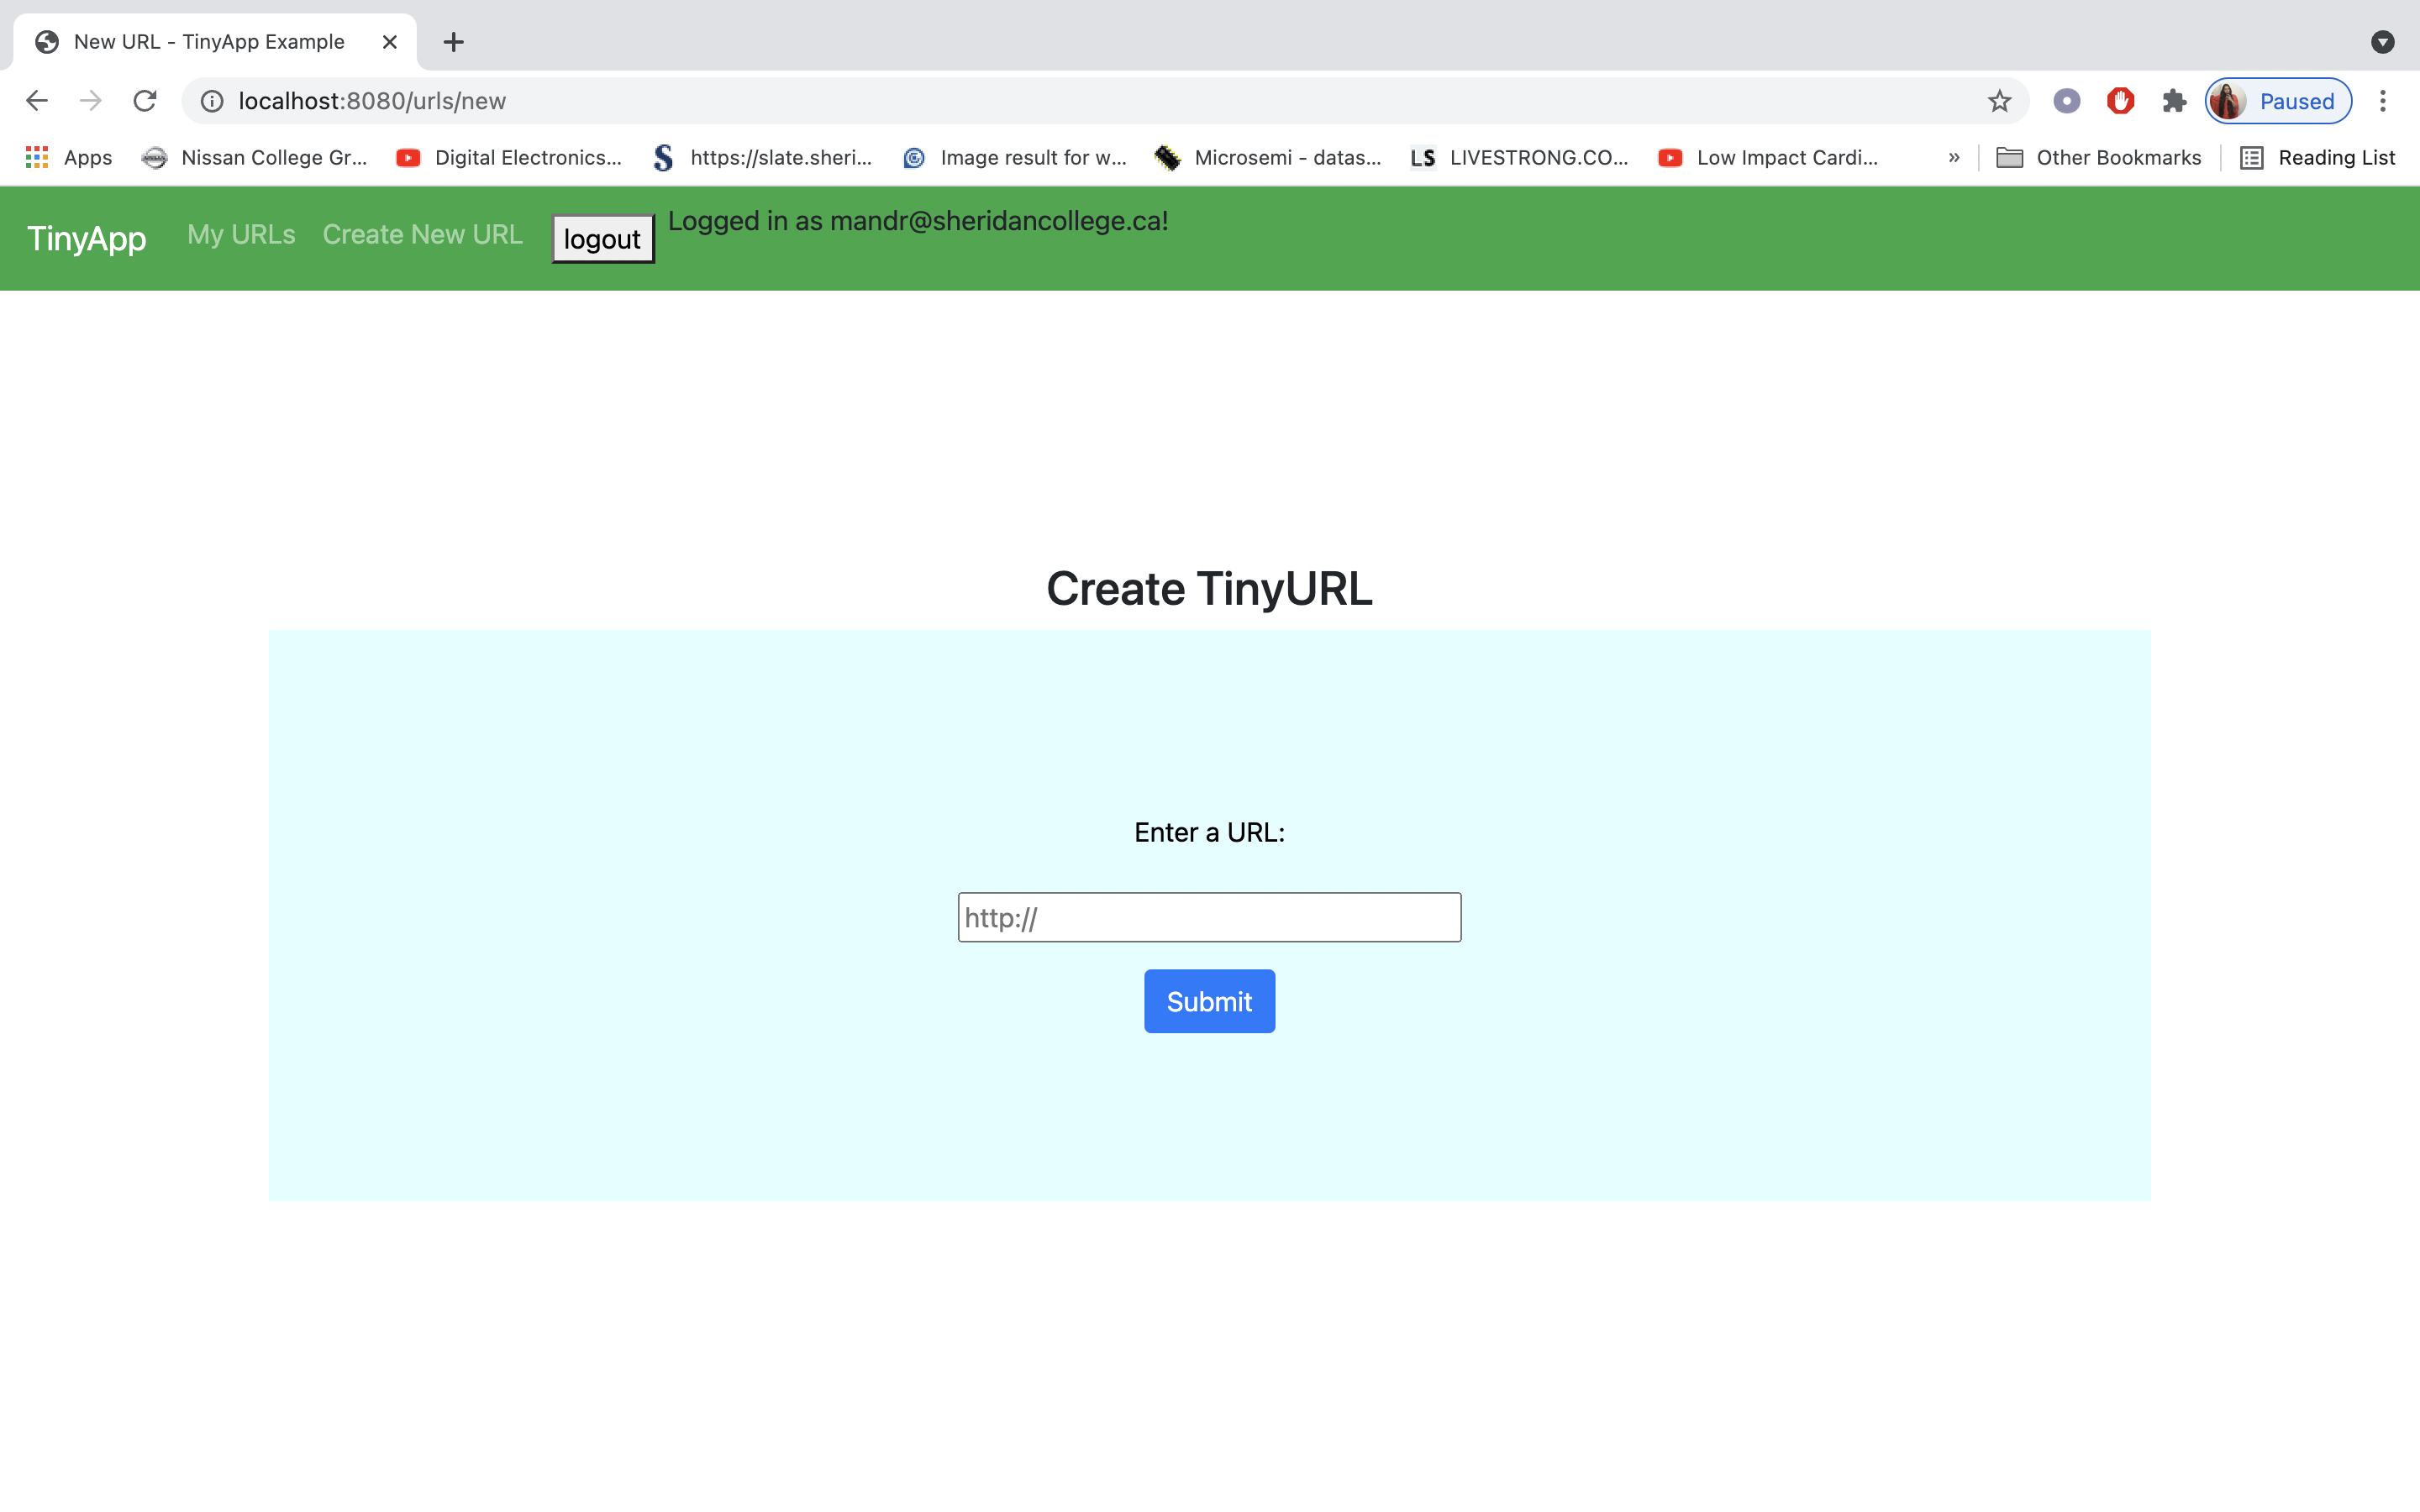 New URL - TinyApp Example
localhost:8080/urls/new
Paused
Apps Nissan College Gr... Digital Electronics... https://slate.sheri... Image result for w... Microsemi - datas... LS LIVESTRONG.CO... Low Impact Cardi... » Other Bookmarks Reading List
TinyApp My URLs Create New URL logout Logged in as mandr@sheridancollege.ca!
Create TinyURL
Enter a URL:
http://
Submit